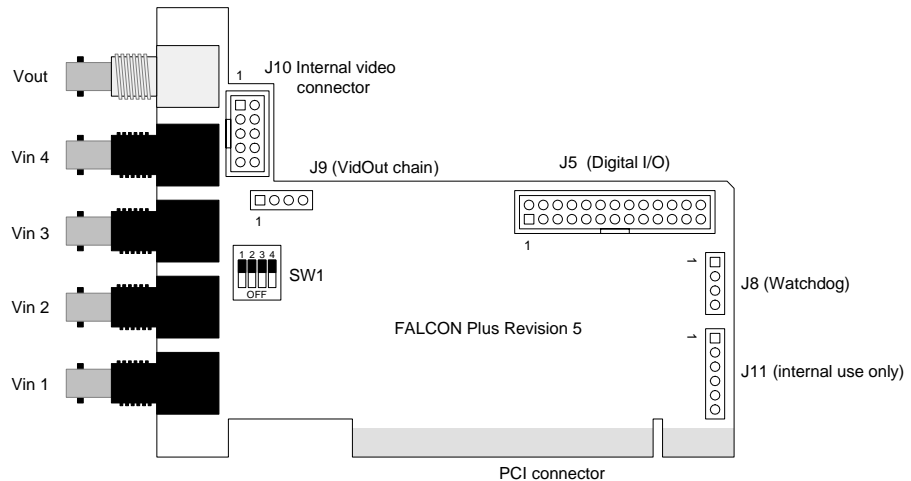 Vout
1
J10 Internal video
connector
Vin 4
J9 (VidOut chain)
J5 (Digital I/O)
1
1
Vin 3
1 2 3 4
OFF
SW1
1
J8 (Watchdog)
Vin 2
FALCON Plus Revision 5
1
J11 (internal use only)
Vin 1
PCI connector